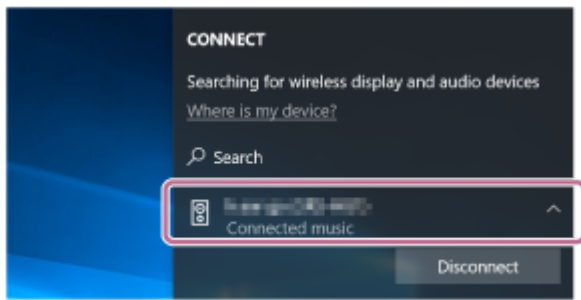 CONNECT
Searching for wireless display and audio devices
Where is my device?
Search
Connected music
Disconnect